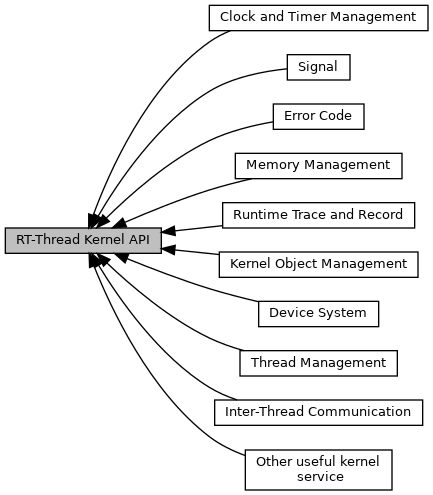 Clock and Timer Management
Signal
Error Code
Memory Management
Runtime Trace and Record
RT-Thread Kernel API
Kernel Object Management
Device System
Thread Management
Inter-Thread Communication
Other useful kernel
service